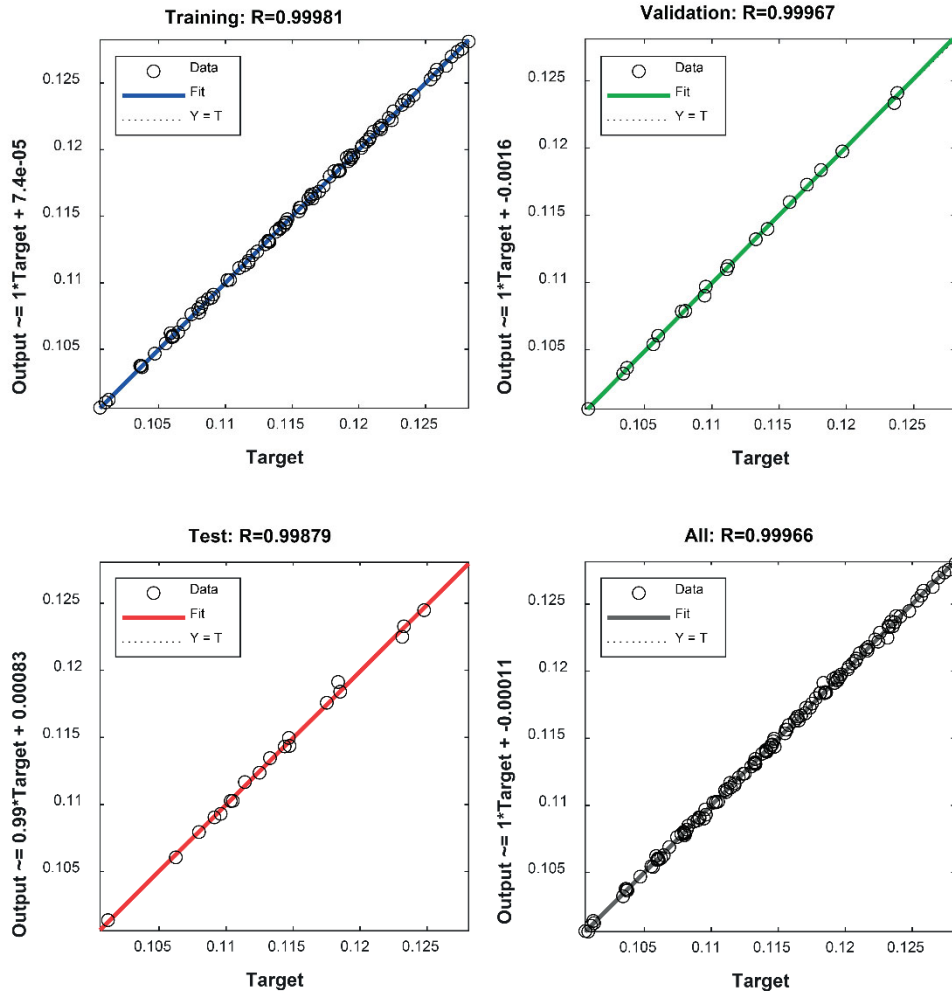 Training: R=0.99981
Output ~= 1*Target + 7.4e-05
0.125
0.12
0.115
0.11
0.105
Data
Fit
Y = T
0.105 0.11 0.115 0.12 0.125
Target
Validation: R=0.99967
Output ~= 1*Target + -0.0016
0.125
0.12
0.115
0.11
0.105
Data
Fit
Y = T
0.105 0.11 0.115 0.12 0.125
Target
Test: R=0.99879
Output ~= 0.99*Target + 0.00083
0.125
0.12
0.115
0.11
0.105
Data
Fit
Y = T
0.105 0.11 0.115 0.12 0.125
Target
All: R=0.99966
Output ~= 1*Target + -0.00011
0.125
0.12
0.115
0.11
0.105
Data
Fit
Y = T
0.105 0.11 0.115 0.12 0.125
Target